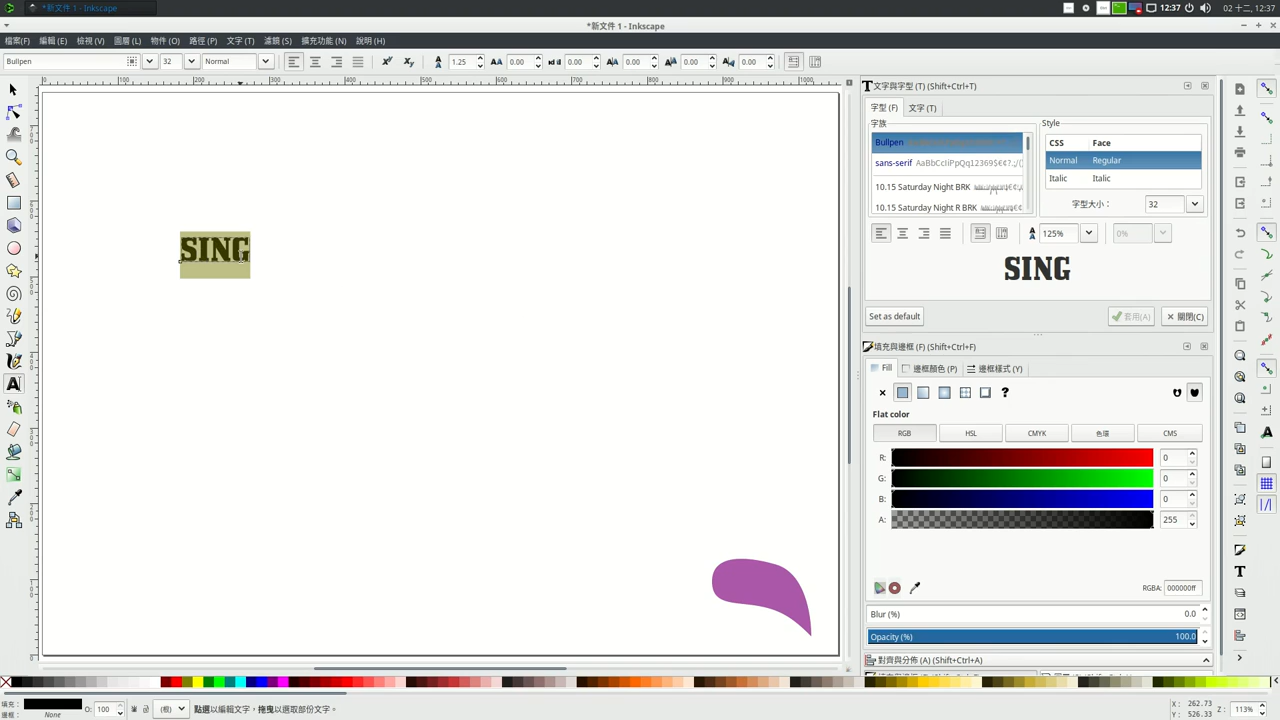 *新文件 1 - Inkscape
12:37
02 十二, 12:37
*新文件 1 - Inkscape
檔案(F) 編輯(E) 檢視(V) 圖層(L) 物件(O) 路徑(P) 文字(T) 濾鏡(S) 擴充功能(N) 說明(H)
Bullpen 32 Normal 1.25 0.00 0.00 0.00 0.00 0.00
文字與字型(T) (Shift+Ctrl+T)
字型(F) 文字(T)
字族 Style
Bullpen
CSS Face
sans-serif AaBbCcIiPpQq12369$€¢?.;/()
Normal Regular
10.15 Saturday Night BRK
Italic Italic
10.15 Saturday Night R BRK
字型大小: 32
125% 0%
SING
SING
Set as default 套用(A) 關閉(C)
填充與邊框(F) (Shift+Ctrl+F)
Fill 邊框顏色(P) 邊框樣式(Y)
Flat color
RGB HSL CMYK 色環 CMS
R: 0
G: 0
B: 0
A: 255
RGBA: 000000ff
Blur (%) 0.0
Opacity (%) 100.0
對齊與分佈(A) (Shift+Ctrl+A)
填充: O: 100 (根) 點選以編輯文字，拖曳以選取部份文字。
邊框: None
X: 262.73
Y: 526.33
Z: 113%